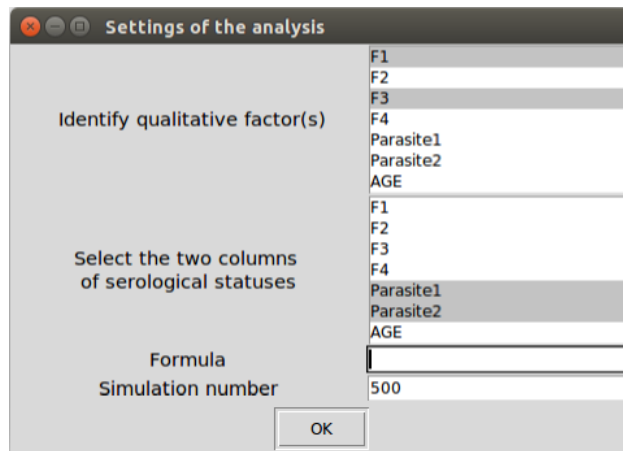 Settings of the analysis
Identify qualitative factor(s)
F1
F2
F3
F4
Parasite1
Parasite2
AGE
Select the two columns
of serological statuses
F1
F2
F3
F4
Parasite1
Parasite2
AGE
Formula
Simulation number
500
OK